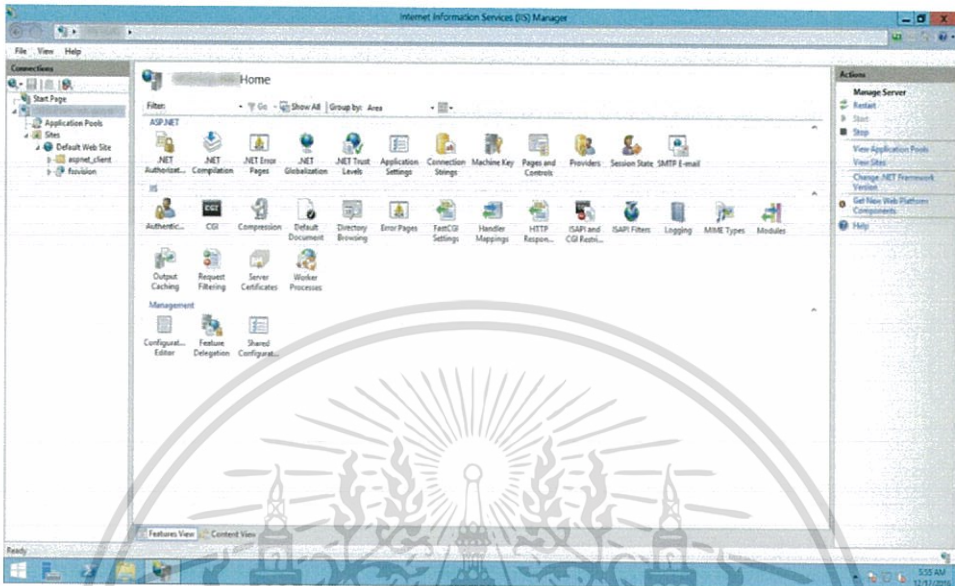 Internet Information Services (IIS) Manager
File View Help
Connections
Start Page
Application Pools
Sites
Default Web Site
aspnet_client
fisvision
Home
Filter: Go Show All Group by: Area
ASP.NET
.NET Authorizat... .NET Compilation .NET Error Pages .NET Globalization .NET Trust Levels Application Settings Connection Strings Machine Key Pages and Controls Providers Session State SMTP E-mail
IIS
Authentic... CGI Compression Default Document Directory Browsing Error Pages FastCGI Settings Handler Mappings HTTP Respon... ISAPI and CGI Restri... ISAPI Filters Logging MIME Types Modules
Output Caching Request Filtering Server Certificates Worker Processes
Management
Configurat... Editor Feature Delegation Shared Configurat...
Features View Content View
Ready
Actions
Manage Server
Restart
Start
Stop
View Application Pools
View Sites
Change .NET Framework Version
Get New Web Platform Components
Help
5:55 AM